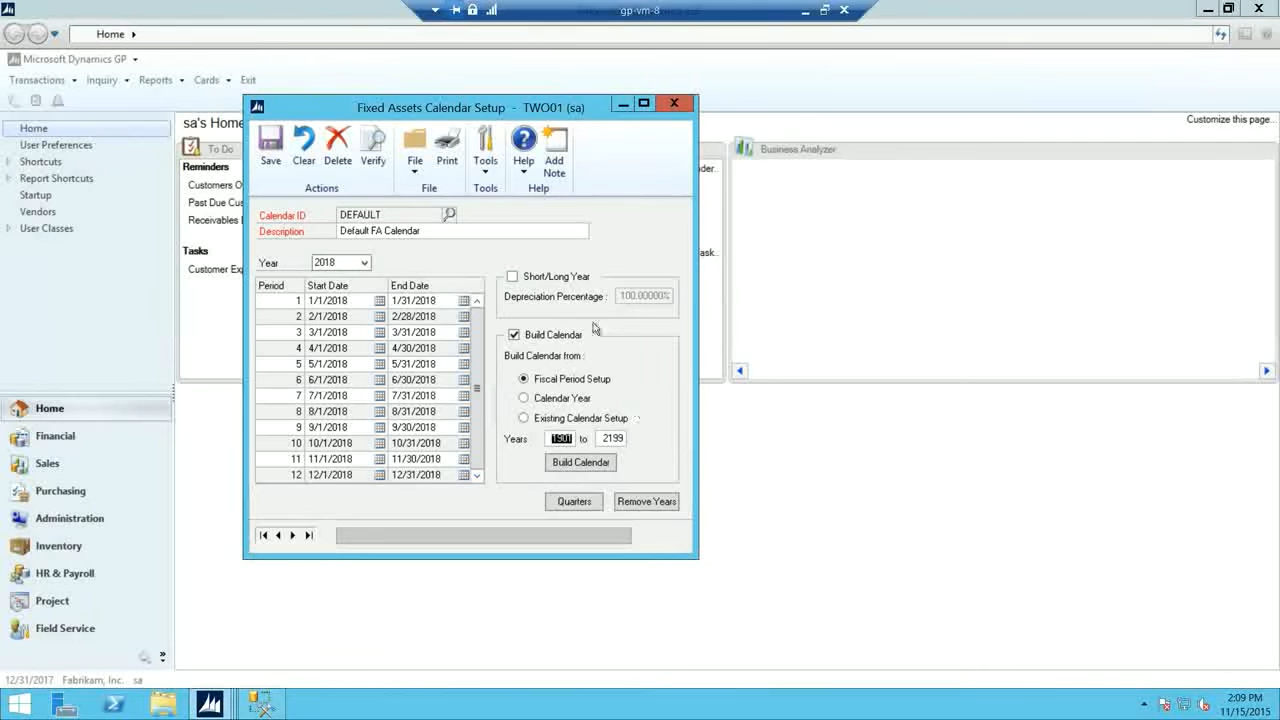 gp-vm-8
Home
Microsoft Dynamics GP
Transactions Inquiry Reports Cards Exit
Customize this page...
Home
User Preferences
Shortcuts
Report Shortcuts
Startup
Vendors
User Classes
sa's Home
To Do
Reminders
Customers O
Past Due Cus
Receivables
Tasks
Customer Exp
Business Analyzer
Fixed Assets Calendar Setup - TWO01 (sa)
Save Clear Delete Verify File Print Tools Help Add Note
Actions File Tools Help
Calendar ID DEFAULT
Description Default FA Calendar
Year 2018
Period Start Date End Date
1 1/1/2018 1/31/2018
2 2/1/2018 2/28/2018
3 3/1/2018 3/31/2018
4 4/1/2018 4/30/2018
5 5/1/2018 5/31/2018
6 6/1/2018 6/30/2018
7 7/1/2018 7/31/2018
8 8/1/2018 8/31/2018
9 9/1/2018 9/30/2018
10 10/1/2018 10/31/2018
11 11/1/2018 11/30/2018
12 12/1/2018 12/31/2018
Short/Long Year
Depreciation Percentage : 100.00000%
Build Calendar
Build Calendar from :
Fiscal Period Setup
Calendar Year
Existing Calendar Setup
Years 1901 to 2199
Build Calendar
Quarters Remove Years
Home
Financial
Sales
Purchasing
Administration
Inventory
HR & Payroll
Project
Field Service
12/31/2017 Fabrikam, Inc. sa
2:09 PM
11/15/2015